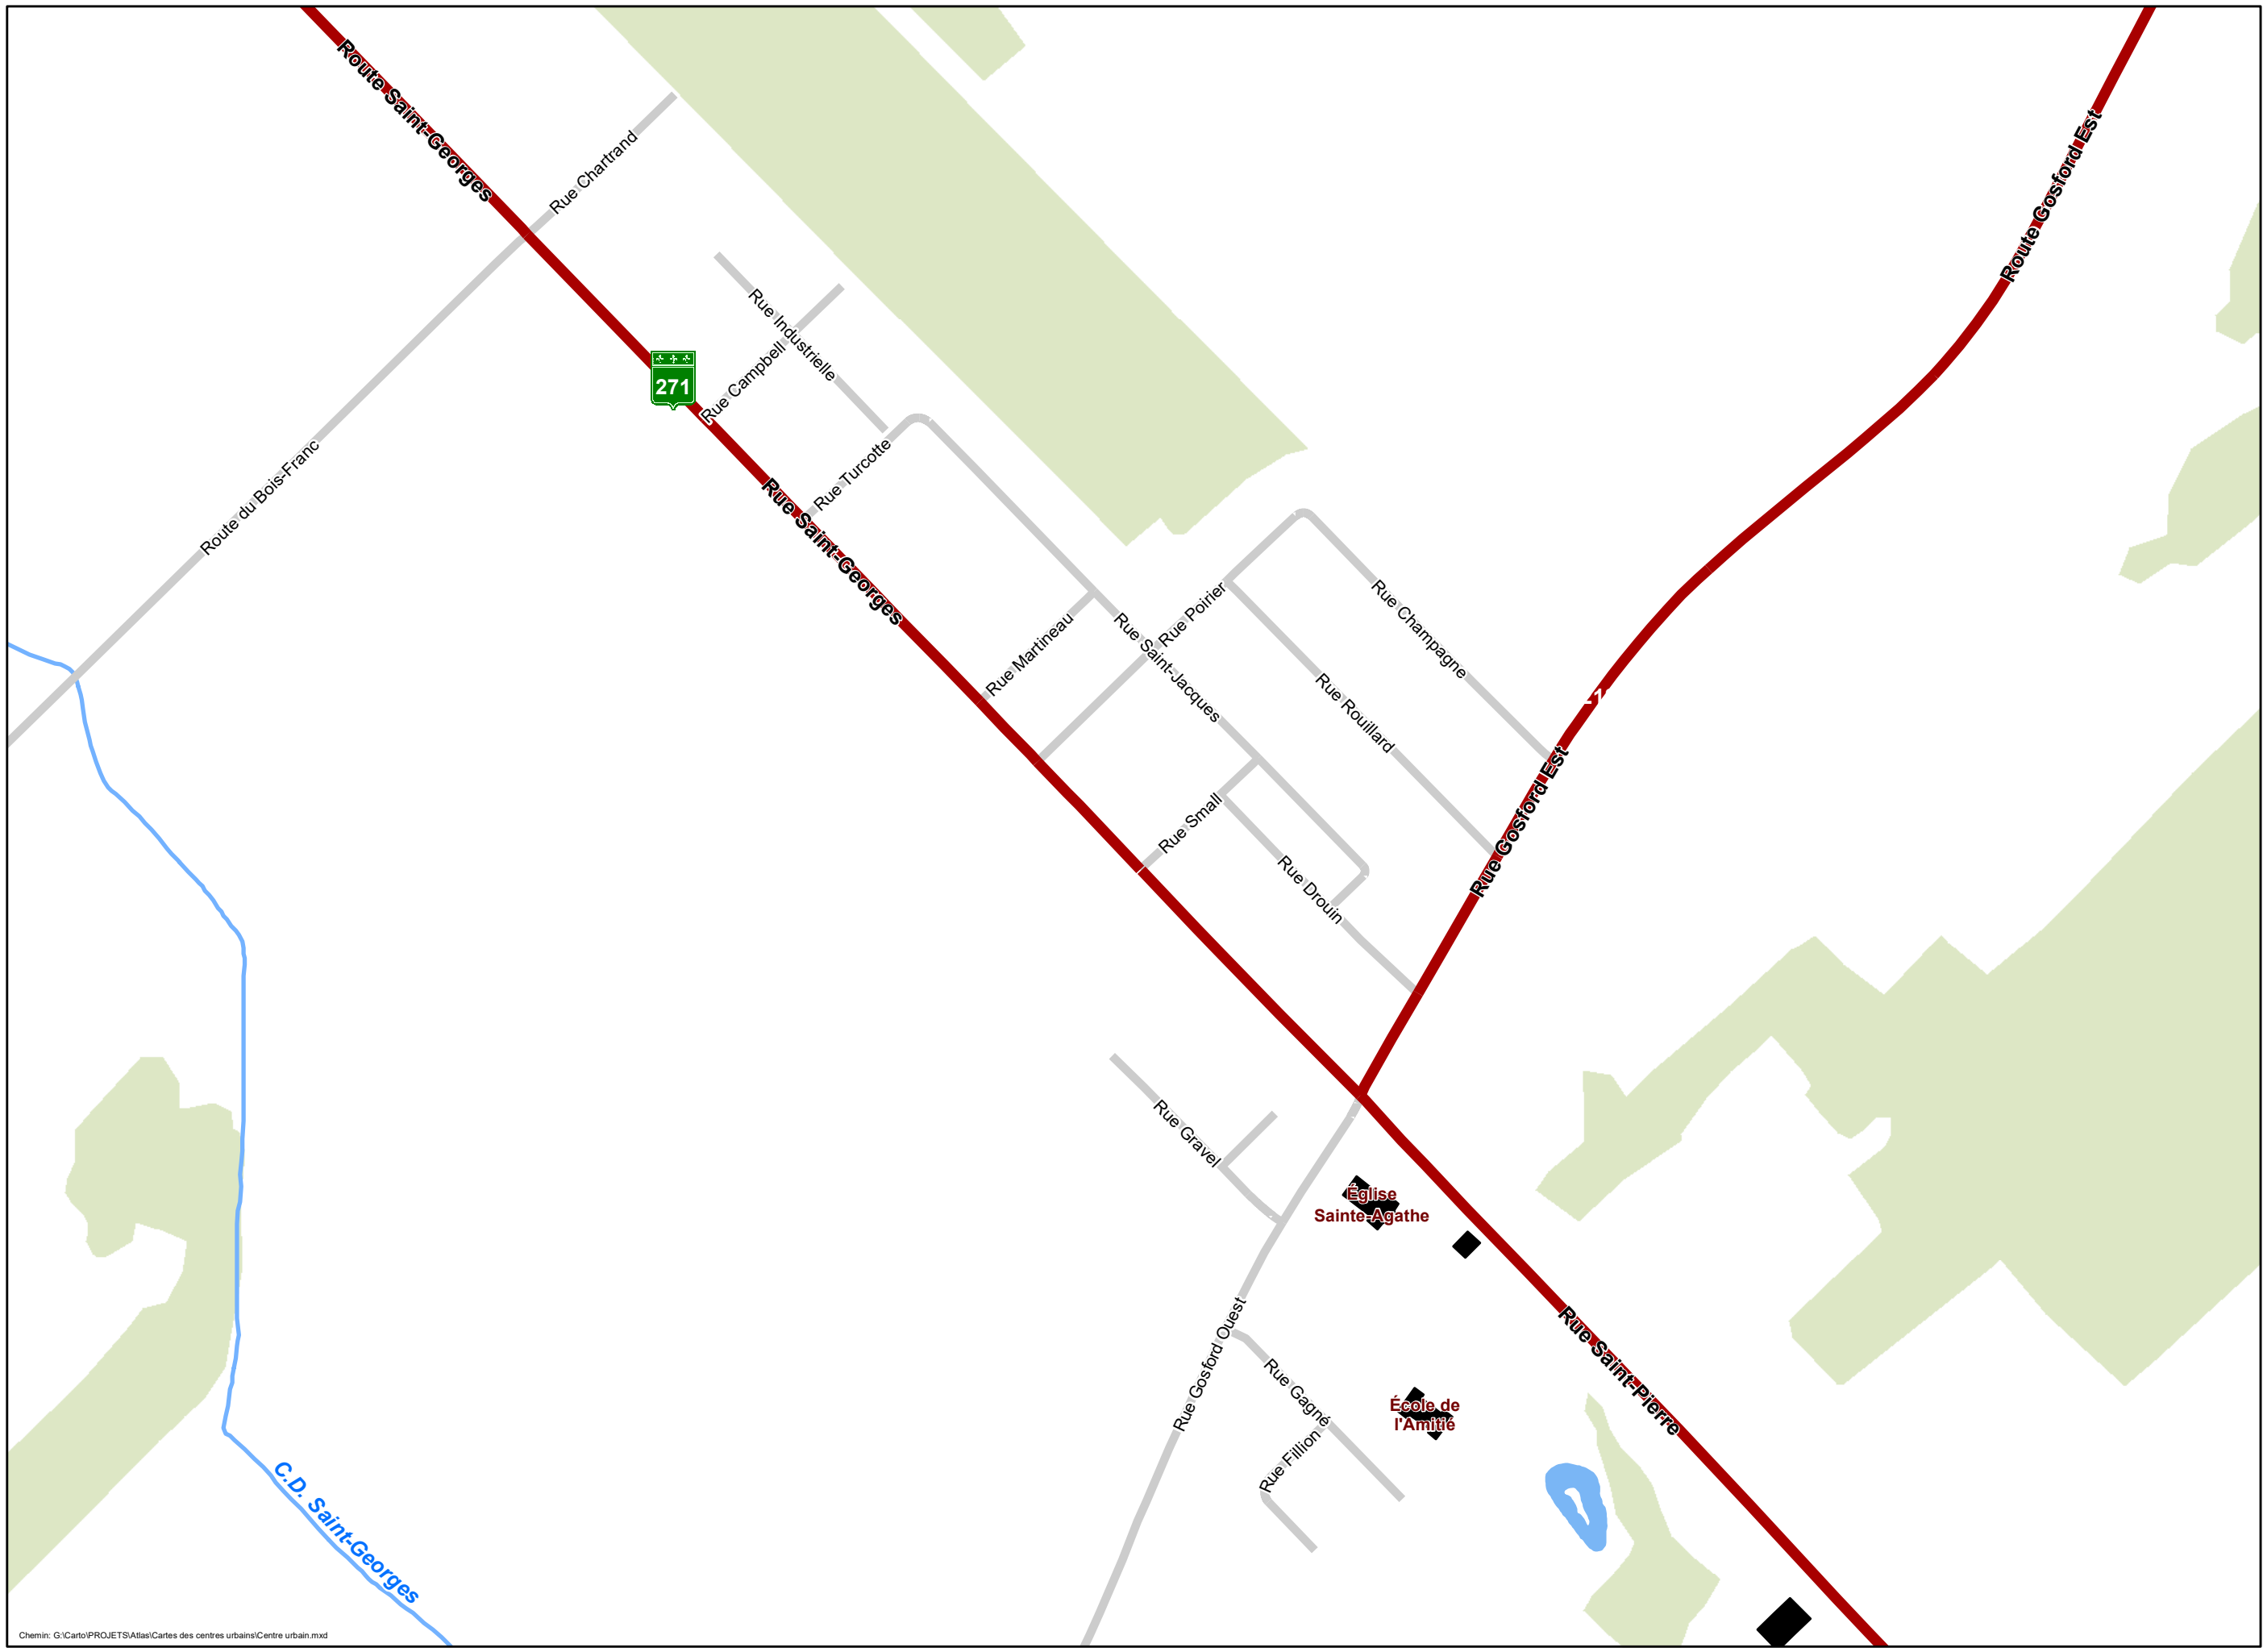 Route Saint-Georges
Rue Chartrand
Route Gosford Est
Rue Industrielle
Rue Campbell
271
Route du Bois-Franc
Rue Turcotte
Rue Saint-Georges
Rue Martineau
Rue Poirier
Rue Saint-Jacques
Rue Champagne
Rue Rouillard
Rue Gosford Est
Rue Small
Rue Drouin
Rue Gravel
Église
Sainte-Agathe
Rue Gosford Ouest
Rue Gagné
Rue Fillion
École de
l'Amitié
Rue Saint-Pierre
C.D. Saint-Georges
Chemin: G:\Carto\PROJETS\Atlas\Cartes des centres urbains\Centre urbain.mxd